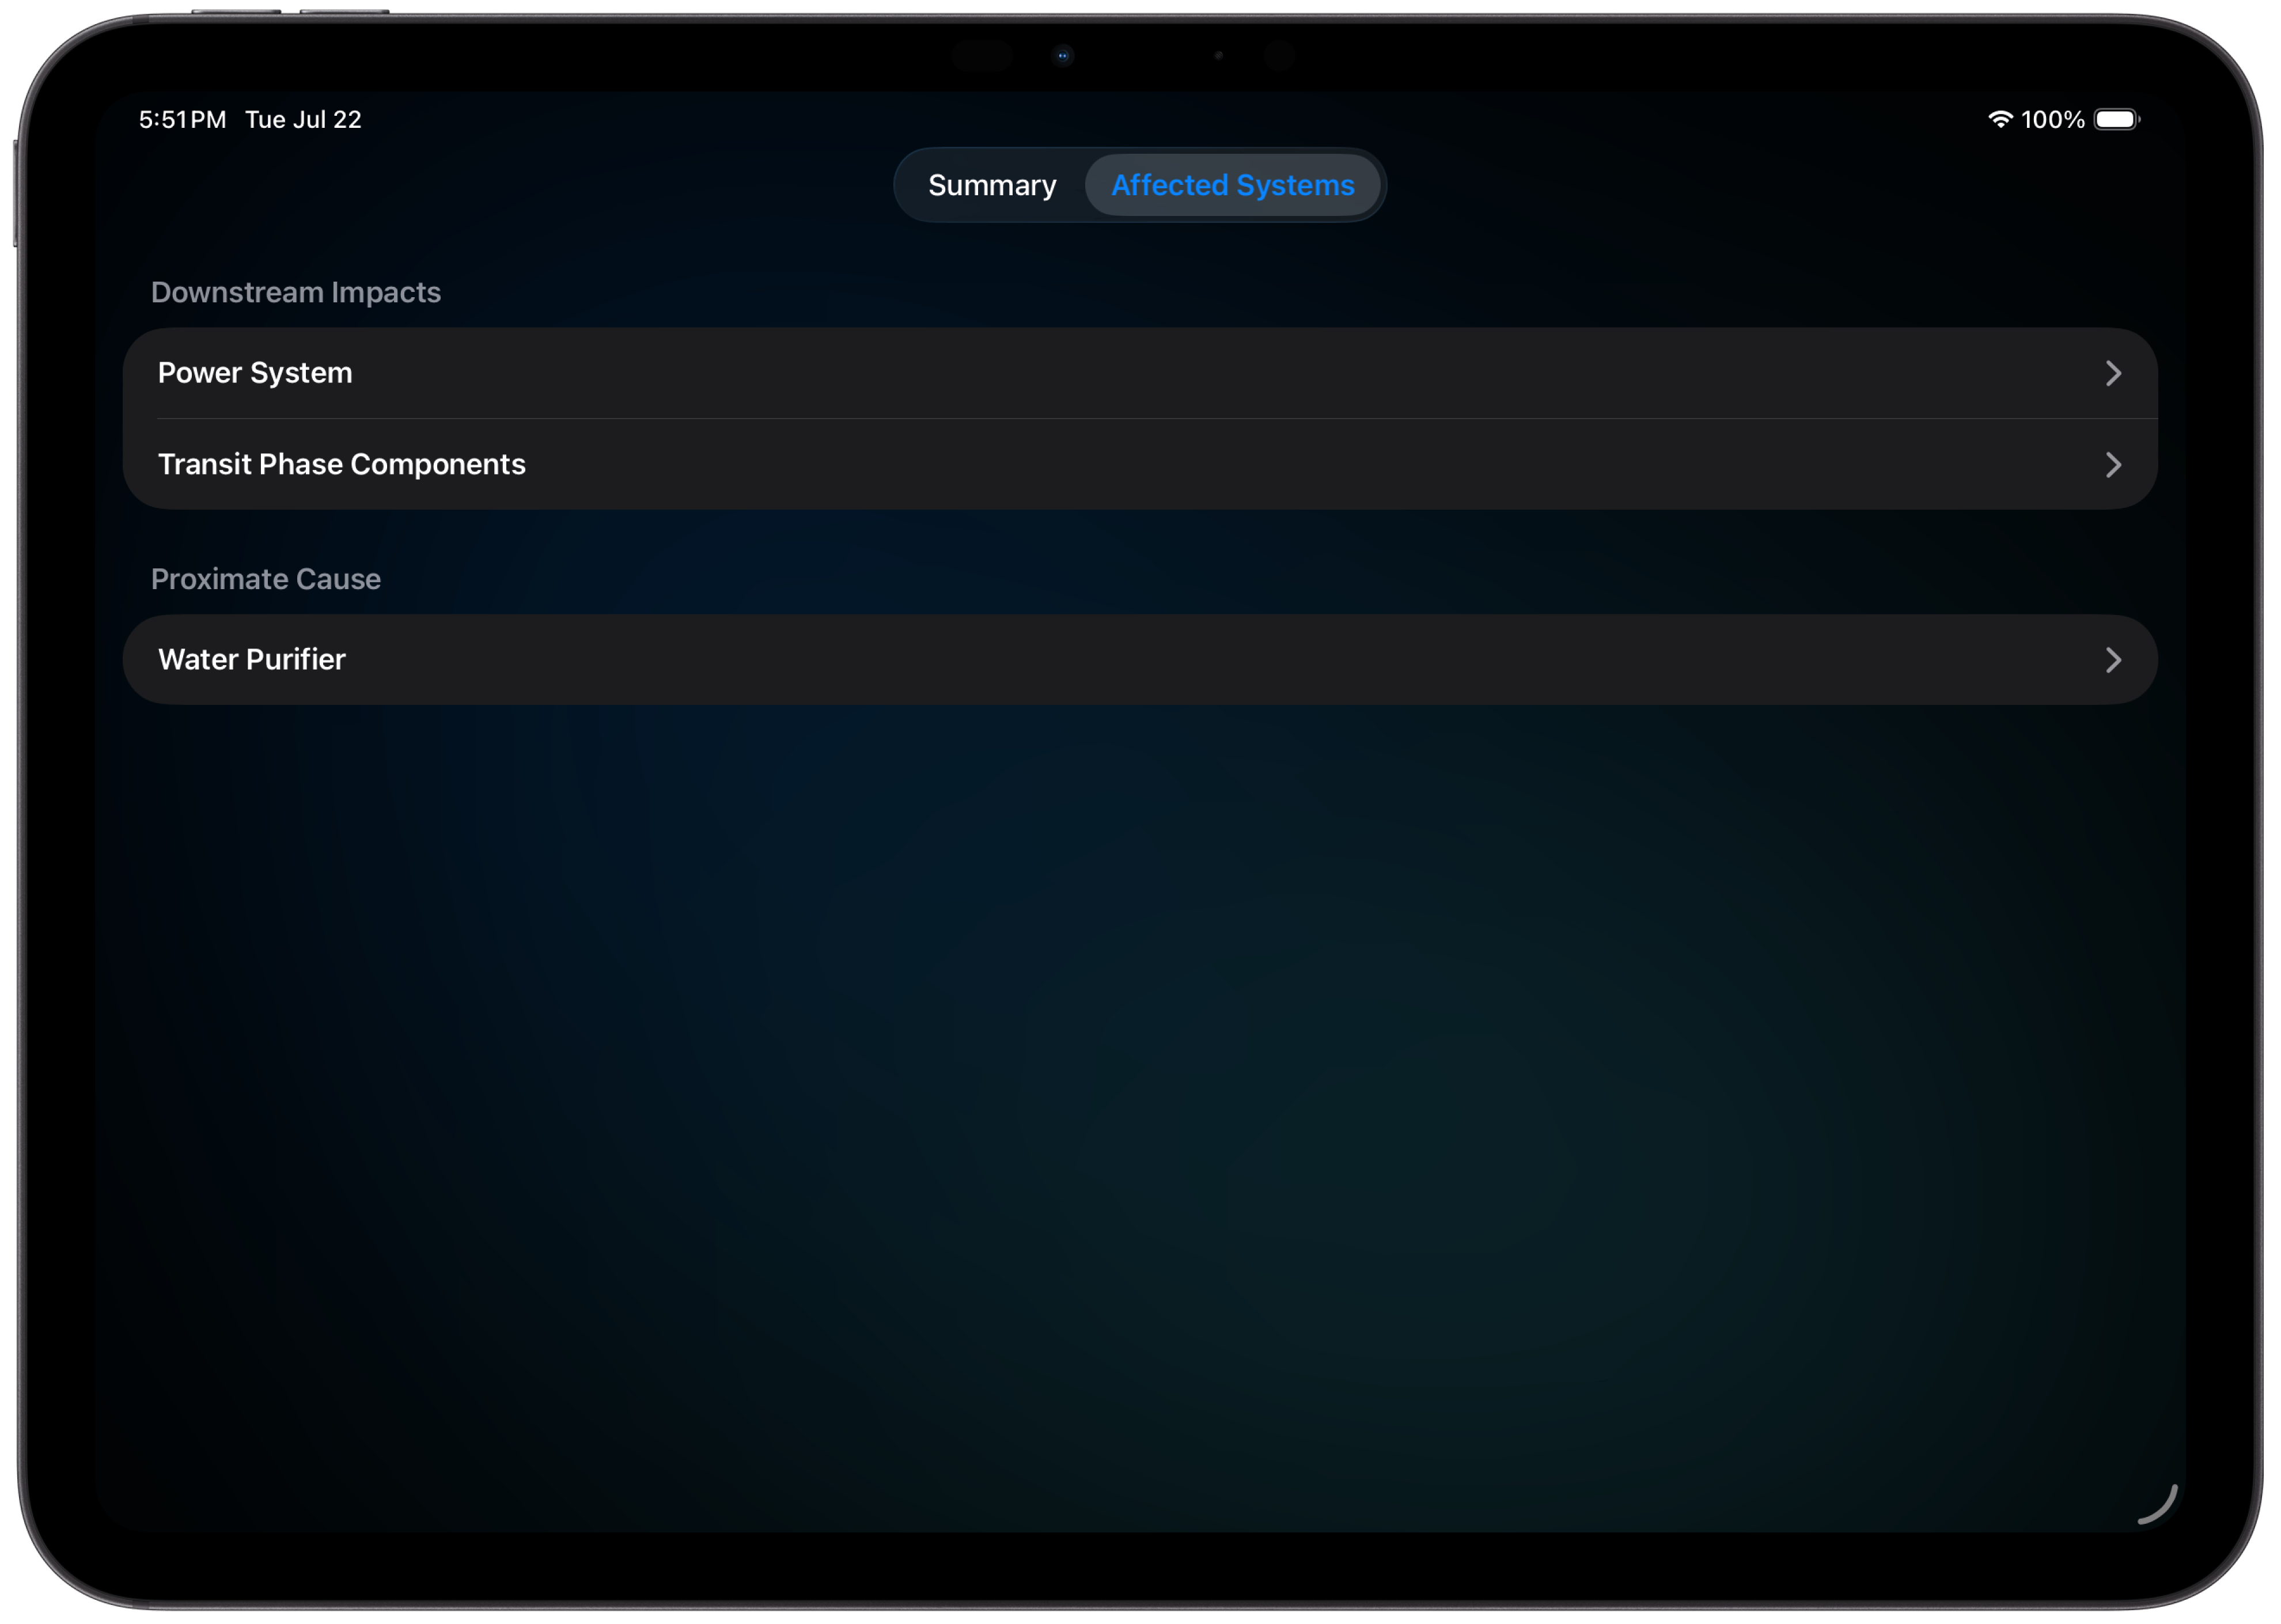 5:51 PM Tue Jul 22
100%
Summary
Affected Systems
Downstream Impacts
Power System
Transit Phase Components
Proximate Cause
Water Purifier